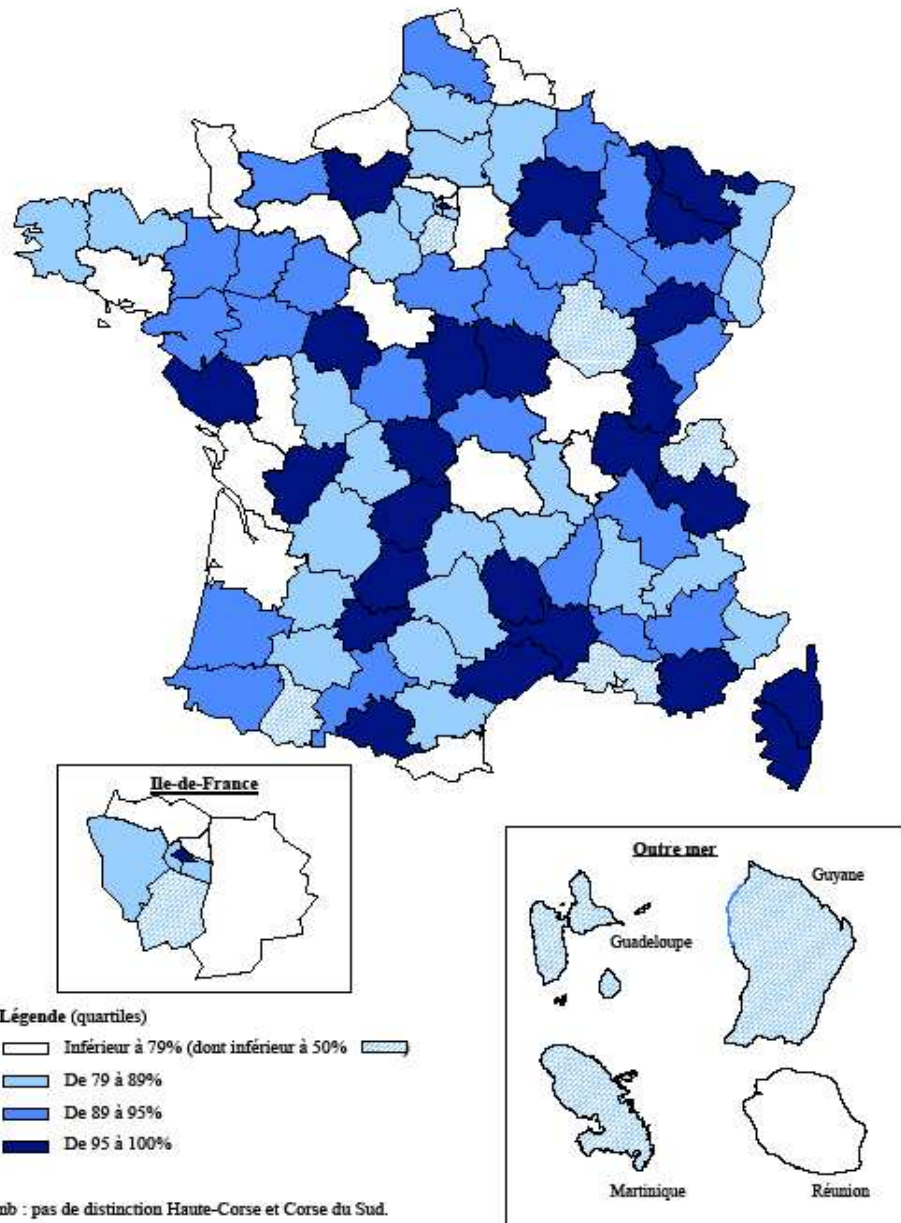 Ile-de-France
Outre mer
Guyane
Guadeloupe
Martinique
Réunion
Légende (quartiles)
Inférieur à 79% (dont inférieur à 50% )
De 79 à 89%
De 89 à 95%
De 95 à 100%
nb : pas de distinction Haute-Corse et Corse du Sud.